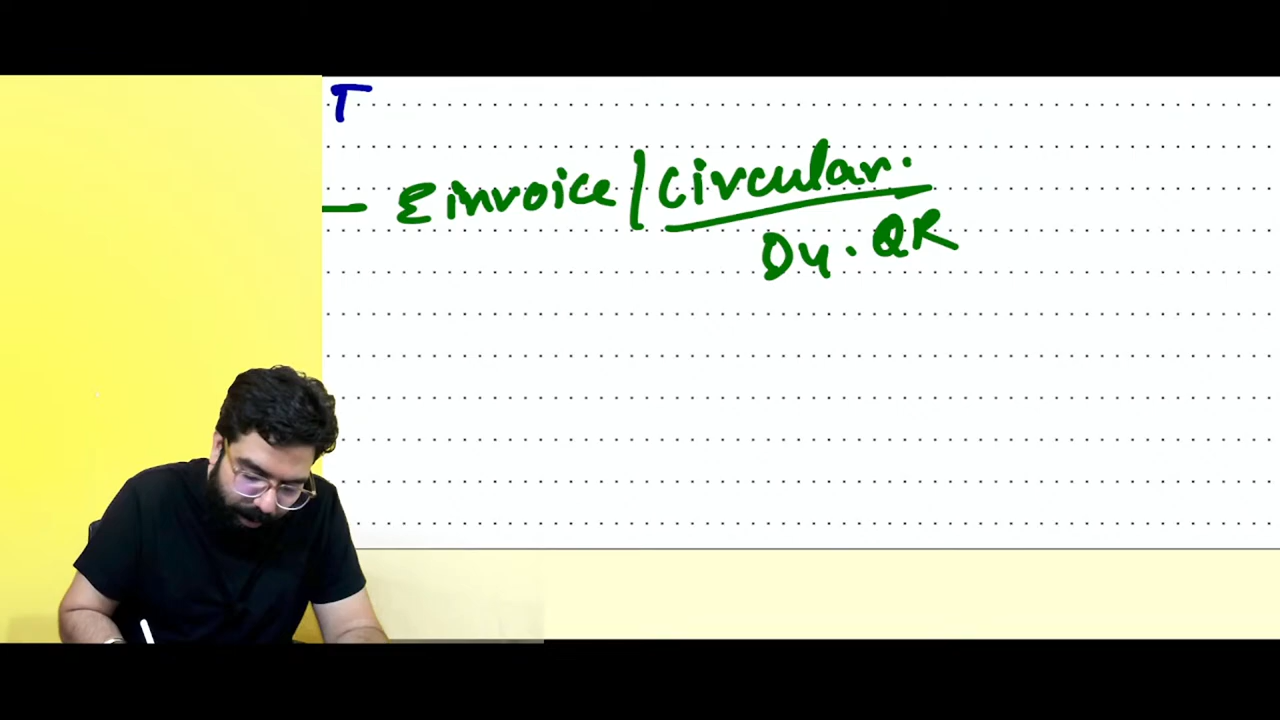 T
— Einvoice / Circular.
Dy. QR